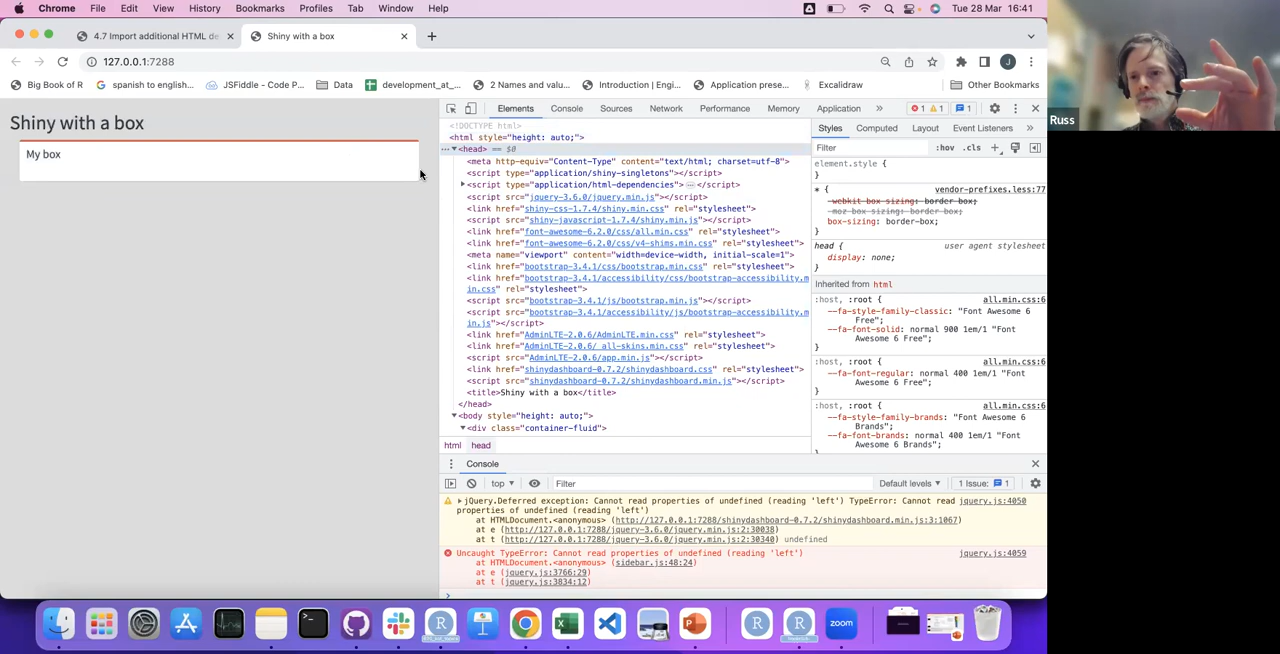 Chrome File Edit View History Bookmarks Profiles Tab Window Help Tue 28 Mar 16:41
4.7 Import additional HTML de Shiny with a box
127.0.0.1:7288
Big Book of R spanish to english... JSFiddle - Code P... Data development_at_... 2 Names and valu... Introduction | Engi... Application prese... Excalidraw Other Bookmarks
Russ
Shiny with a box
My box
Elements Console Sources Network Performance Memory Application » 1 1 1
<!DOCTYPE html>
<html style="height: auto;">
<head> == $0
<meta http-equiv="Content-Type" content="text/html; charset=utf-8">
<script type="application/shiny-singletons"></script>
<script type="application/html-dependencies">…</script>
<script src="jquery-3.6.0/jquery.min.js"></script>
<link href="shiny-css-1.7.4/shiny.min.css" rel="stylesheet">
<script src="shiny-javascript-1.7.4/shiny.min.js"></script>
<link href="font-awesome-6.2.0/css/all.min.css" rel="stylesheet">
<link href="font-awesome-6.2.0/css/v4-shims.min.css" rel="stylesheet">
<meta name="viewport" content="width=device-width, initial-scale=1">
<link href="bootstrap-3.4.1/css/bootstrap.min.css" rel="stylesheet">
<link href="bootstrap-3.4.1/accessibility/css/bootstrap-accessibility.m
in.css" rel="stylesheet">
<script src="bootstrap-3.4.1/js/bootstrap.min.js"></script>
<script src="bootstrap-3.4.1/accessibility/js/bootstrap-accessibility.m
in.js"></script>
<link href="AdminLTE-2.0.6/AdminLTE.min.css" rel="stylesheet">
<link href="AdminLTE-2.0.6/_all-skins.min.css" rel="stylesheet">
<script src="AdminLTE-2.0.6/app.min.js"></script>
<link href="shinydashboard-0.7.2/shinydashboard.css" rel="stylesheet">
<script src="shinydashboard-0.7.2/shinydashboard.min.js"></script>
<title>Shiny with a box</title>
</head>
<body style="height: auto;">
<div class="container-fluid">
html head
Styles Computed Layout Event Listeners »
Filter :hov .cls
element.style {
}
* { vendor-prefixes.less:77
-webkit-box-sizing: border-box;
-moz-box-sizing: border-box;
box-sizing: border-box;
}
head { user agent stylesheet
display: none;
}
Inherited from html
:host, :root { all.min.css:6
--fa-style-family-classic: "Font Awesome 6
Free";
--fa-font-solid: normal 900 1em/1 "Font
Awesome 6 Free";
}
:host, :root { all.min.css:6
--fa-font-regular: normal 400 1em/1 "Font
Awesome 6 Free";
}
:host, :root { all.min.css:6
--fa-style-family-brands: "Font Awesome 6
Brands";
--fa-font-brands: normal 400 1em/1 "Font
Awesome 6 Brands";
Console
top Filter Default levels 1 Issue: 1
jQuery.Deferred exception: Cannot read properties of undefined (reading 'left') TypeError: Cannot read jquery.js:4050
properties of undefined (reading 'left')
at HTMLDocument.<anonymous> (http://127.0.0.1:7288/shinydashboard-0.7.2/shinydashboard.min.js:3:1067)
at e (http://127.0.0.1:7288/jquery-3.6.0/jquery.min.js:2:30038)
at t (http://127.0.0.1:7288/jquery-3.6.0/jquery.min.js:2:30340) undefined
Uncaught TypeError: Cannot read properties of undefined (reading 'left') jquery.js:4059
at HTMLDocument.<anonymous> (sidebar.js:48:24)
at e (jquery.js:3766:29)
at t (jquery.js:3834:12)